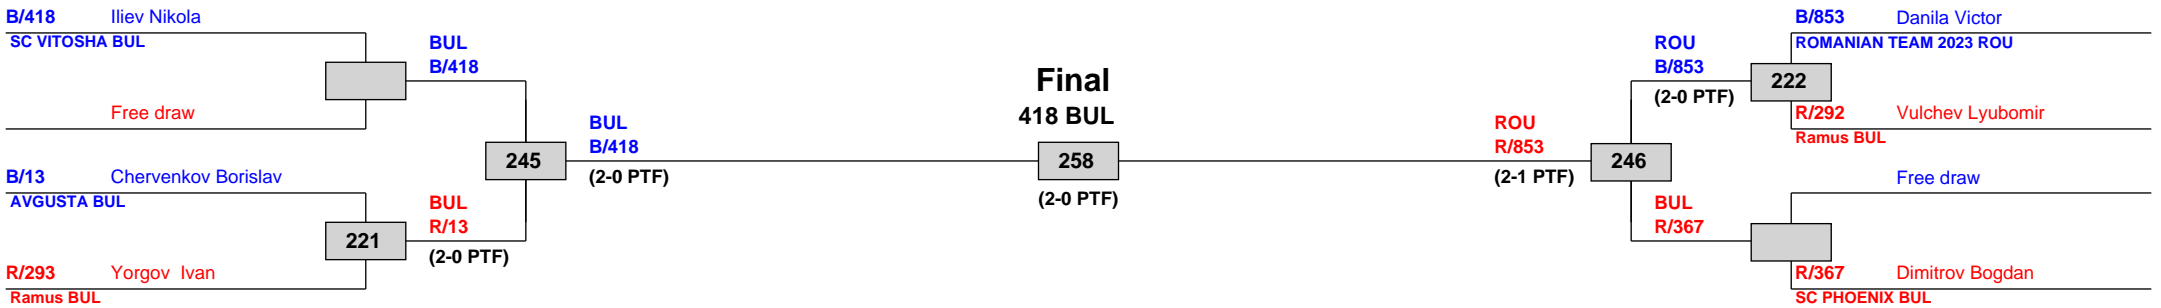 B/418 Iliev Nikola
SC VITOSHA BUL
BUL
B/418
Free draw
245
B/13 Chervenkov Borislav
AVGUSTA BUL
221
BUL
R/13
(2-0 PTF)
R/293 Yorgov Ivan
Ramus BUL
BUL
B/418
(2-0 PTF)
Final
418 BUL
258
(2-0 PTF)
ROU
R/853
(2-1 PTF)
246
ROU
B/853
(2-0 PTF)
222
B/853 Danila Victor
ROMANIAN TEAM 2023 ROU
R/292 Vulchev Lyubomir
Ramus BUL
Free draw
BUL
R/367
R/367 Dimitrov Bogdan
SC PHOENIX BUL